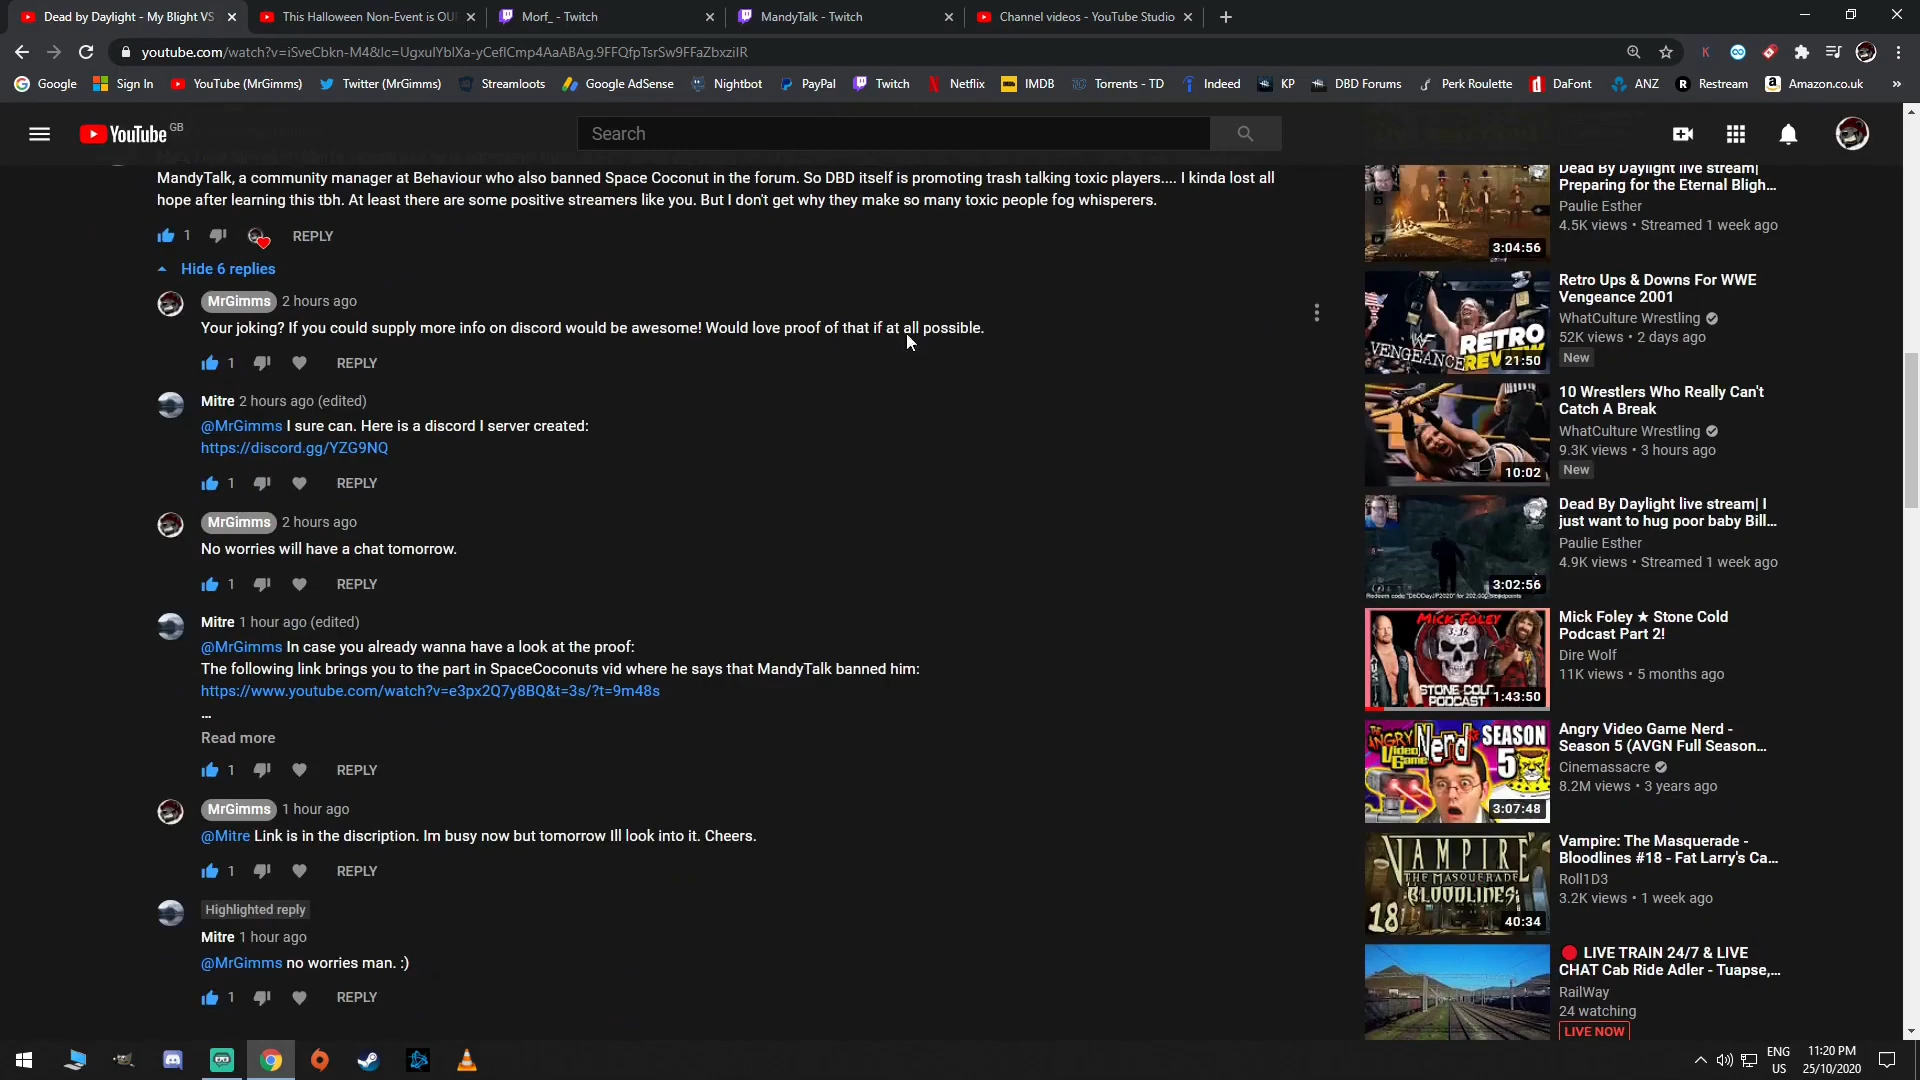 Dead by Daylight - My Blight VS
This Halloween Non-Event is OU
Morf_ - Twitch
MandyTalk - Twitch
Channel videos - YouTube Studio
youtube.com/watch?v=iSveCbkn-M4&lc=UgxulYblXa-yCeflCmp4AaABAg.9FFQfpTsrSw9FFaZbxzilR
Google
Sign In
YouTube (MrGimms)
Twitter (MrGimms)
Streamloots
Google AdSense
Nightbot
PayPal
Twitch
Netflix
IMDB
Torrents - TD
Indeed
KP
DBD Forums
Perk Roulette
DaFont
ANZ
Restream
Amazon.co.uk
YouTube GB
Search
MandyTalk, a community manager at Behaviour who also banned Space Coconut in the forum. So DBD itself is promoting trash talking toxic players.... I kinda lost all
hope after learning this tbh. At least there are some positive streamers like you. But I don't get why they make so many toxic people fog whisperers.
1 REPLY
Hide 6 replies
MrGimms 2 hours ago
Your joking? If you could supply more info on discord would be awesome! Would love proof of that if at all possible.
1 REPLY
Mitre 2 hours ago (edited)
@MrGimms I sure can. Here is a discord I server created:
https://discord.gg/YZG9NQ
1 REPLY
MrGimms 2 hours ago
No worries will have a chat tomorrow.
1 REPLY
Mitre 1 hour ago (edited)
@MrGimms In case you already wanna have a look at the proof:
The following link brings you to the part in SpaceCoconuts vid where he says that MandyTalk banned him:
https://www.youtube.com/watch?v=e3px2Q7y8BQ&t=3s/?t=9m48s
...
Read more
1 REPLY
MrGimms 1 hour ago
@Mitre Link is in the discription. Im busy now but tomorrow Ill look into it. Cheers.
1 REPLY
Highlighted reply
Mitre 1 hour ago
@MrGimms no worries man. :)
1 REPLY
3:04:56
Dead By Daylight live stream|
Preparing for the Eternal Bligh...
Paulie Esther
4.5K views • Streamed 1 week ago
VENGEANCE
RETRO
REVIEW
21:50
Retro Ups & Downs For WWE
Vengeance 2001
WhatCulture Wrestling
52K views • 2 days ago
New
10:02
10 Wrestlers Who Really Can't
Catch A Break
WhatCulture Wrestling
9.3K views • 3 hours ago
New
3:02:56
Dead By Daylight live stream| I
just want to hug poor baby Bill...
Paulie Esther
4.9K views • Streamed 1 week ago
MICK FOLEY
3:16
STONE COLD
PODCAST
1:43:50
Mick Foley ★ Stone Cold
Podcast Part 2!
Dire Wolf
11K views • 5 months ago
THE ANGRY
Video
Game
Nerd
SEASON
5
3:07:48
Angry Video Game Nerd -
Season 5 (AVGN Full Season...
Cinemassacre
8.2M views • 3 years ago
VAMPIRE
THE MASQUERADE
BLOODLINES
18
40:34
Vampire: The Masquerade -
Bloodlines #18 - Fat Larry's Ca...
Roll1D3
3.2K views • 1 week ago
LIVE TRAIN 24/7 & LIVE
CHAT Cab Ride Adler - Tuapse,...
RailWay
24 watching
LIVE NOW
ENG
US
11:20 PM
25/10/2020